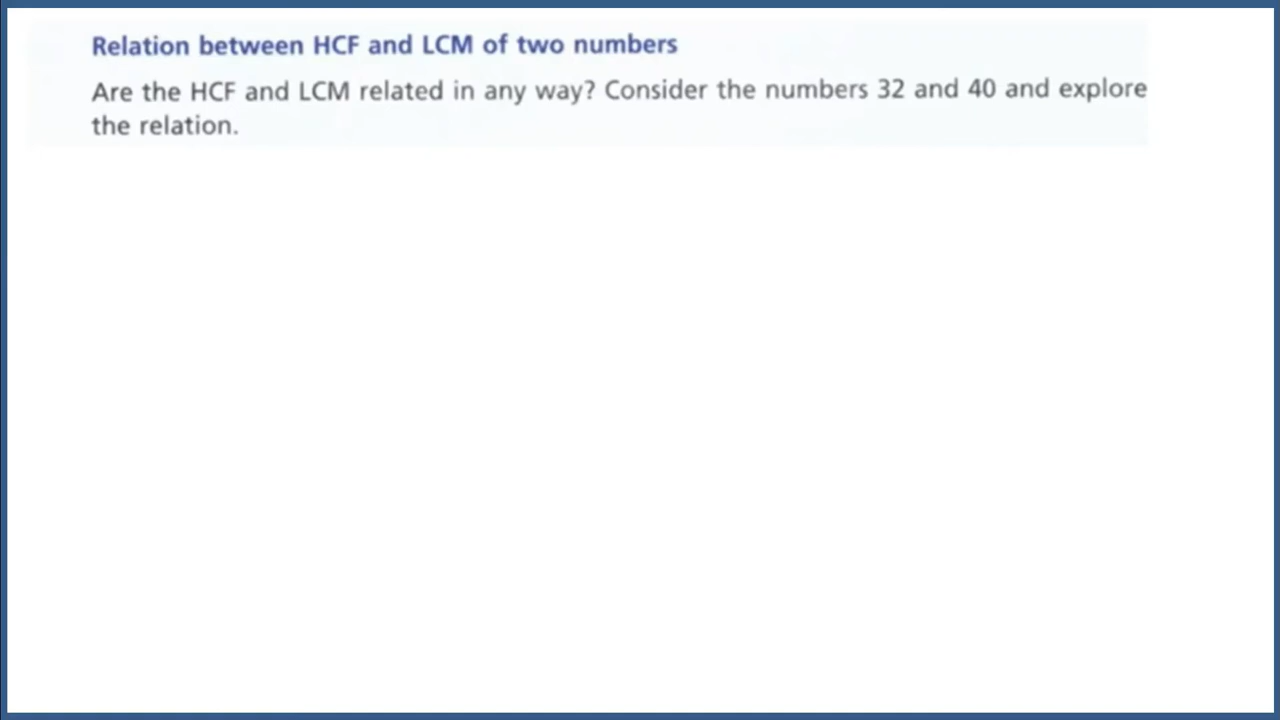 Relation between HCF and LCM of two numbers
Are the HCF and LCM related in any way? Consider the numbers 32 and 40 and explore
the relation.